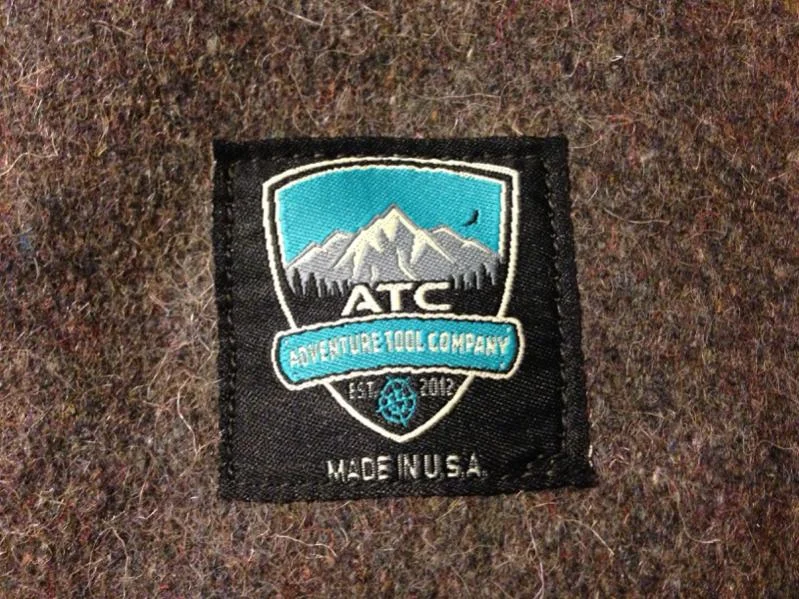 ATC
ADVENTURE TOOL COMPANY
EST. 2012
MADE IN U.S.A.